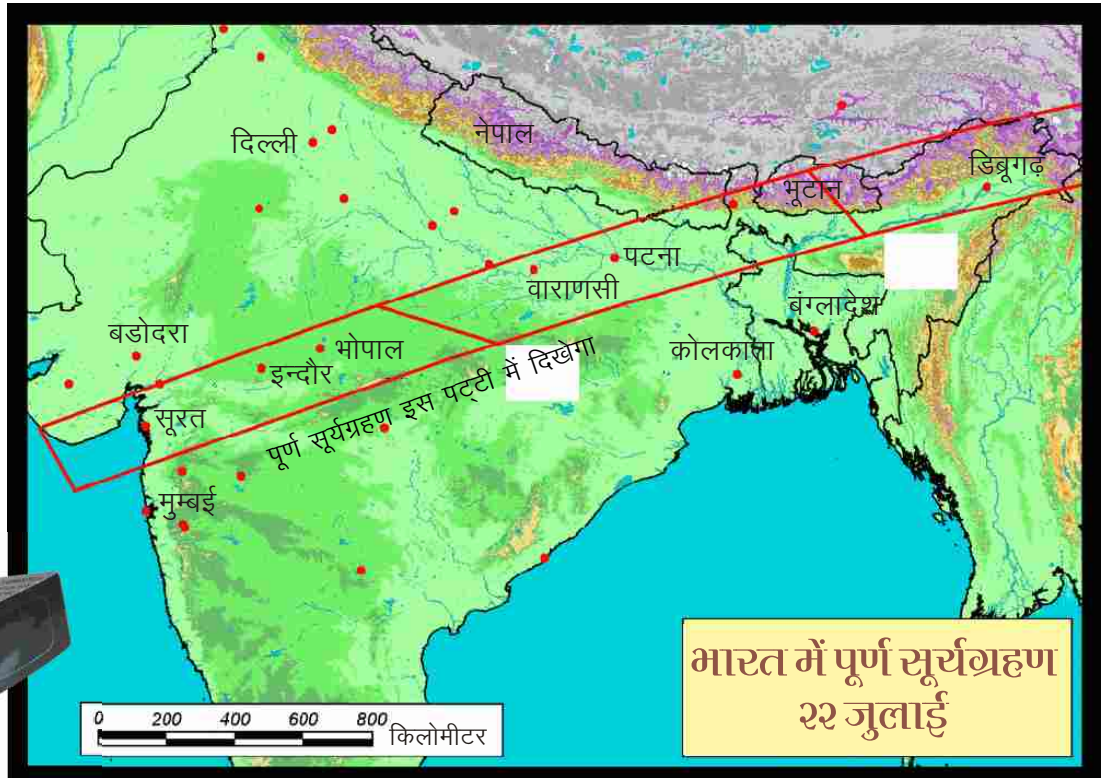 दिल्ली
नेपाल
डिब्रूगढ़
भूटान
पटना
वाराणसी
बंग्लादेश
बडोदरा
भोपाल
कोलकाता
इन्दौर
पूर्ण सूर्यग्रहण इस पट्टी में दिखेगा
सूरत
मुम्बई
भारत में पूर्ण सूर्यग्रहण
२२ जुलाई
0 200 400 600 800 किलोमीटर